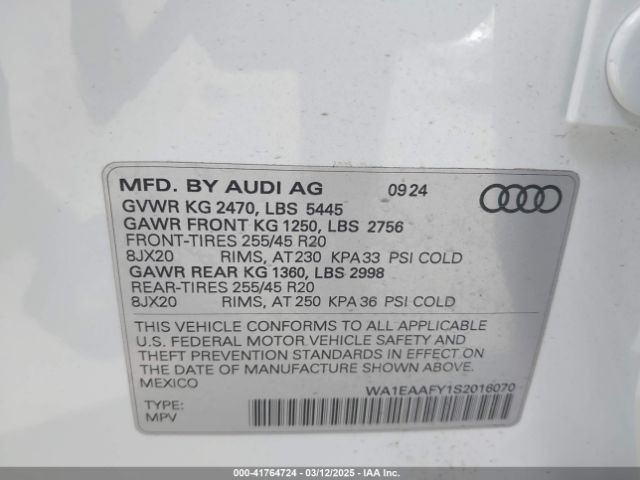 MFD. BY AUDI AG 09 24
GVWR KG 2470, LBS 5445
GAWR FRONT KG 1250, LBS 2756
FRONT-TIRES 255/45 R20
8JX20 RIMS, AT 230 KPA 33 PSI COLD
GAWR REAR KG 1360, LBS 2998
REAR-TIRES 255/45 R20
8JX20 RIMS, AT 250 KPA 36 PSI COLD
THIS VEHICLE CONFORMS TO ALL APPLICABLE
U.S. FEDERAL MOTOR VEHICLE SAFETY AND
THEFT PREVENTION STANDARDS IN EFFECT ON
THE DATE OF MANUFACTURE SHOWN ABOVE.
MEXICO WA1EAAFY1S2016070
TYPE:
MPV
000-41764724 — 03/12/2025 — IAA Inc.